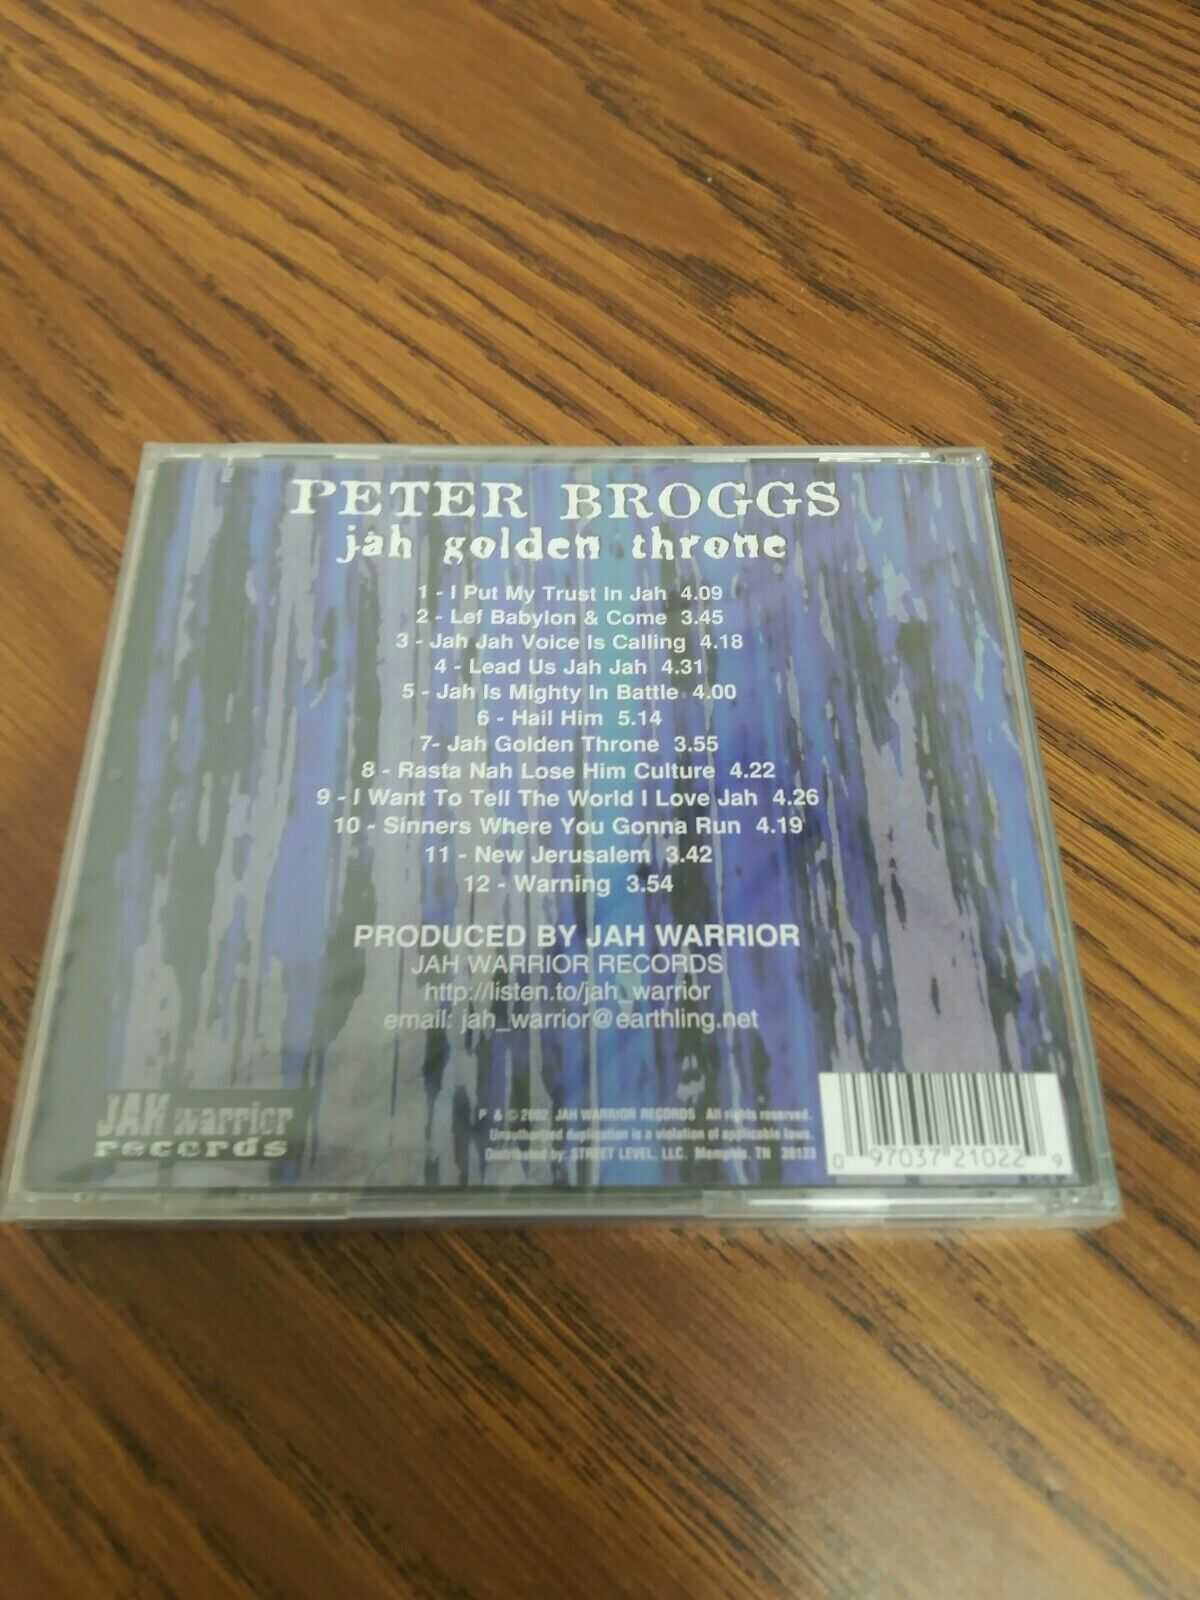 PETER BROGGS
jah golden throne
1 - I Put My Trust In Jah 4.09
2 - Lef Babylon & Come 3.45
3 - Jah Jah Voice Is Calling 4.18
4 - Lead Us Jah Jah 4.31
5 - Jah Is Mighty In Battle 4.00
6 - Hail Him 5.14
7- Jah Golden Throne 3.55
8 - Rasta Nah Lose Him Culture 4.22
9 - I Want To Tell The World I Love Jah 4.26
10 - Sinners Where You Gonna Run 4.19
11 - New Jerusalem 3.42
12 - Warning 3.54
PRODUCED BY JAH WARRIOR
JAH WARRIOR RECORDS
http://listen.to/jah_warrior
email: jah_warrior@earthling.net
JAH warrior
records
P & © 2002, JAH WARRIOR RECORDS All rights reserved.
Unauthorized duplication is a violation of applicable laws.
Distributed by: STREET LEVEL, LLC. Memphis, TN 38133
0 97037 21022 9